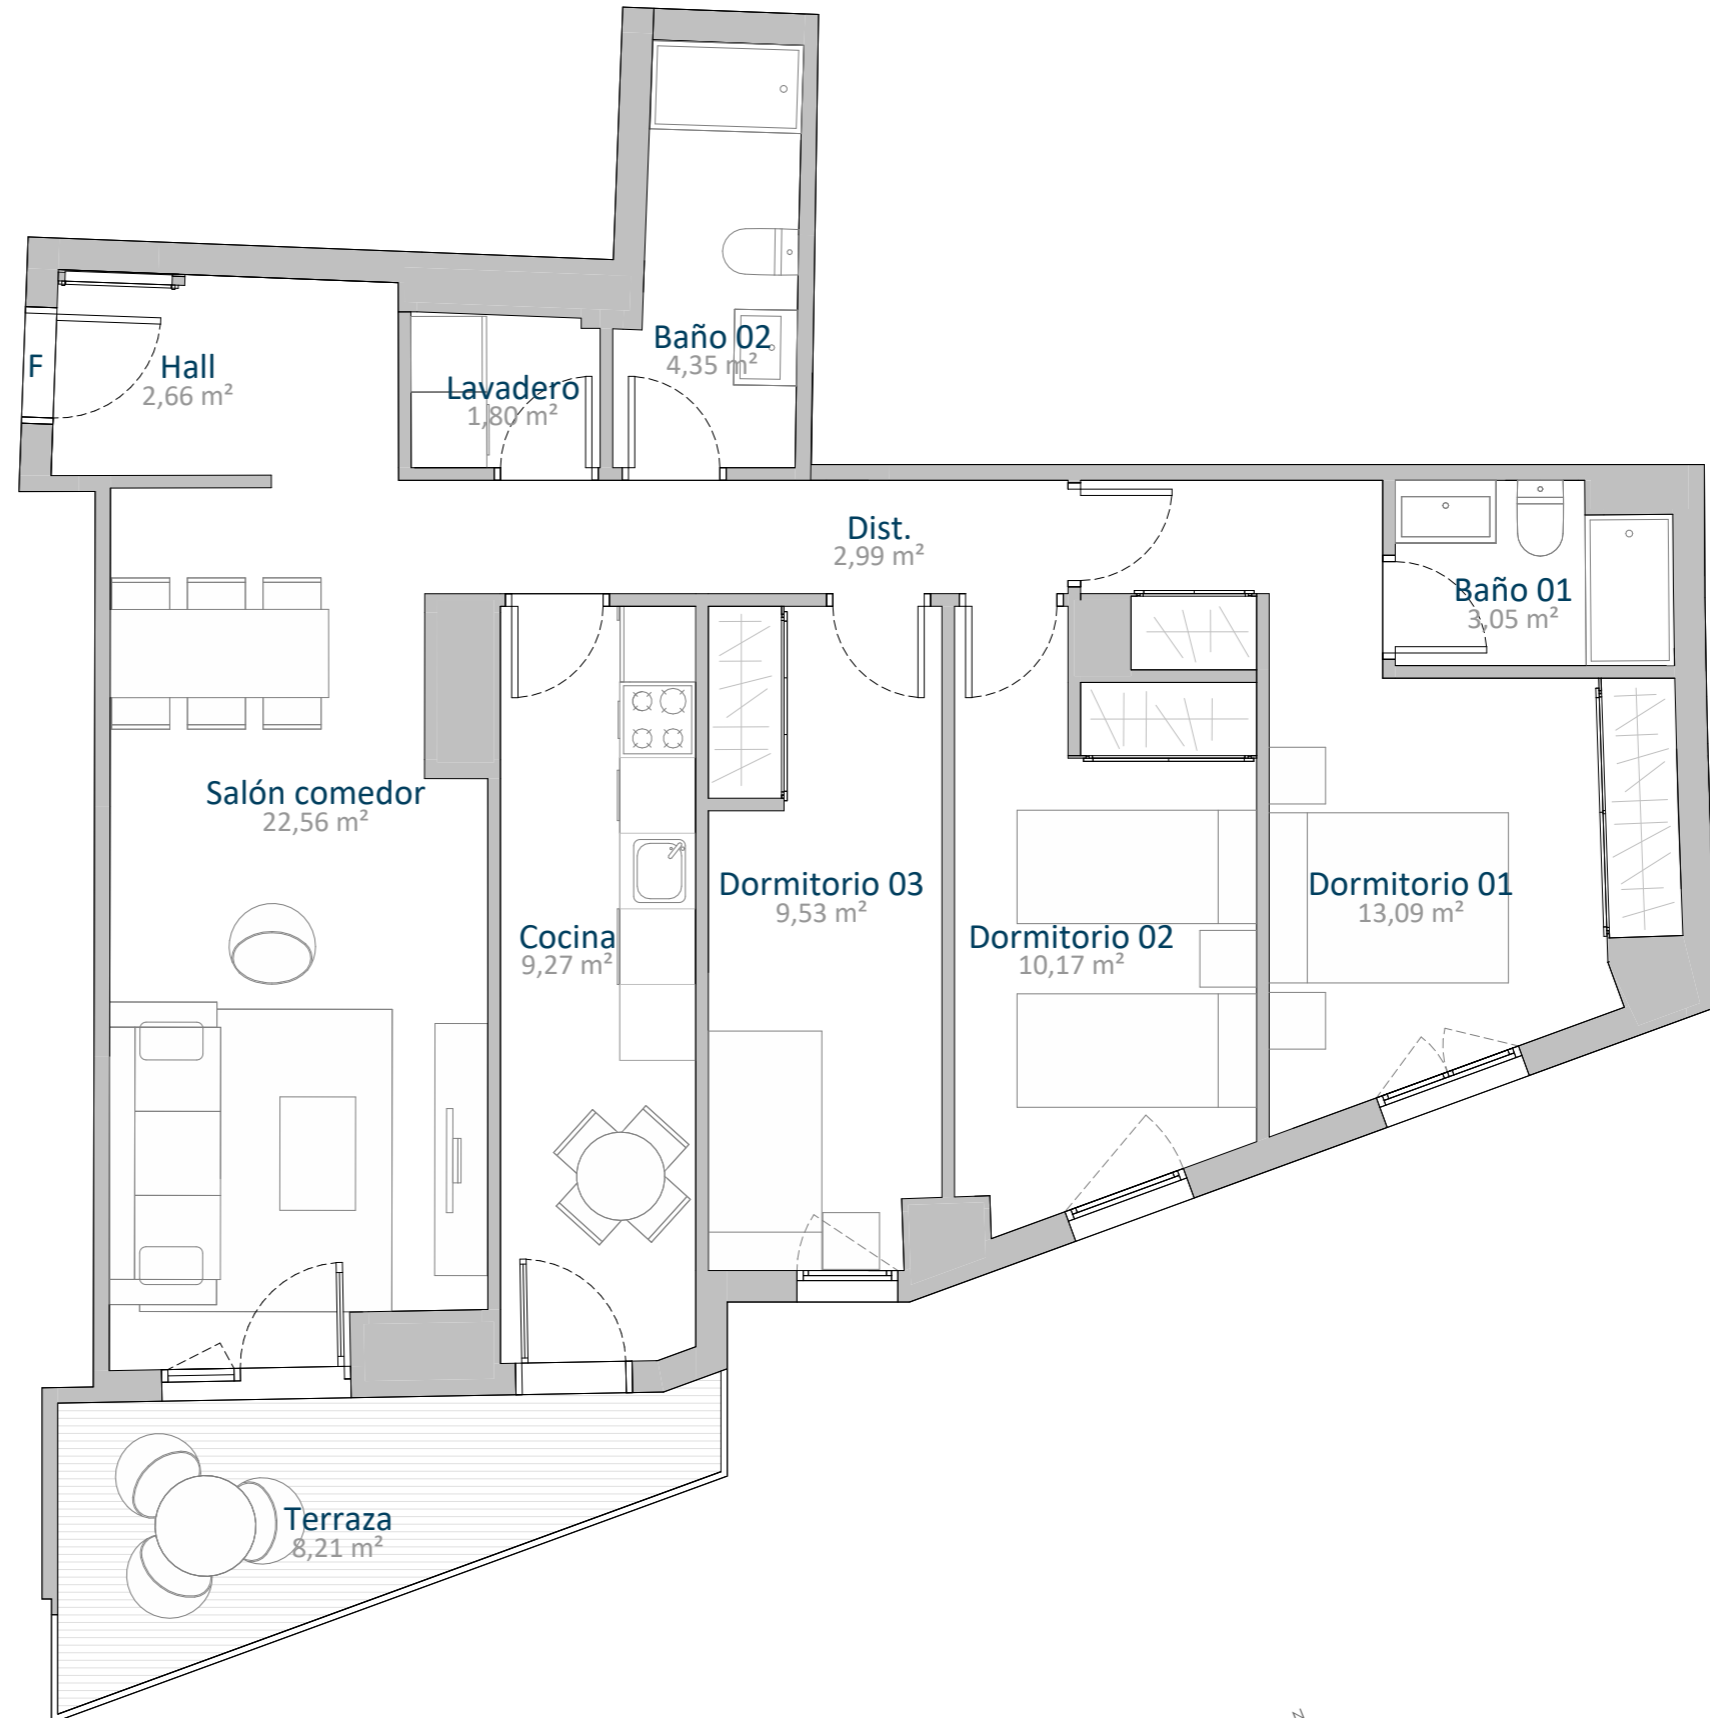 F
Hall
2,66 m²
Lavadero
1,80 m²
Baño 02
4,35 m²
Dist.
2,99 m²
Baño 01
3,05 m²
Salón comedor
22,56 m²
Cocina
9,27 m²
Dormitorio 03
9,53 m²
Dormitorio 02
10,17 m²
Dormitorio 01
13,09 m²
Terraza
8,21 m²
N